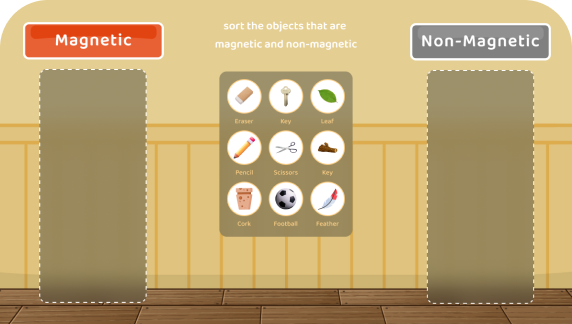 sort the objects that are
magnetic and non-magnetic
Magnetic
Non-Magnetic
Eraser
Key
Leaf
Pencil
Scissors
Key
Cork
Football
Feather